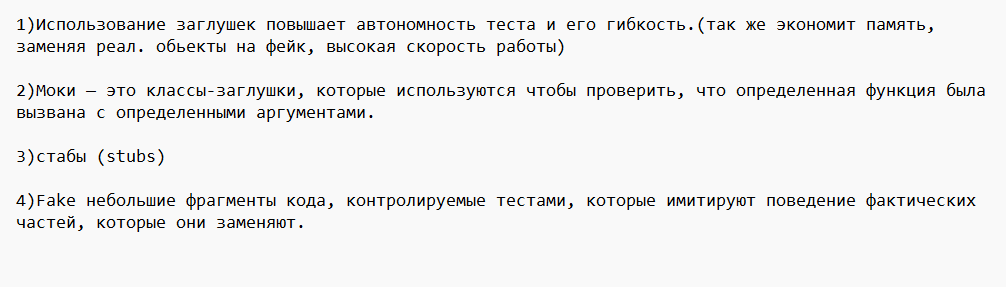 1)Использование заглушек повышает автономность теста и его гибкость.(так же экономит память,
заменяя реал. обьекты на фейк, высокая скорость работы)
2)Моки — это классы-заглушки, которые используются чтобы проверить, что определенная функция была
вызвана с определенными аргументами.
3)стабы (stubs)
4)Fake небольшие фрагменты кода, контролируемые тестами, которые имитируют поведение фактических
частей, которые они заменяют.